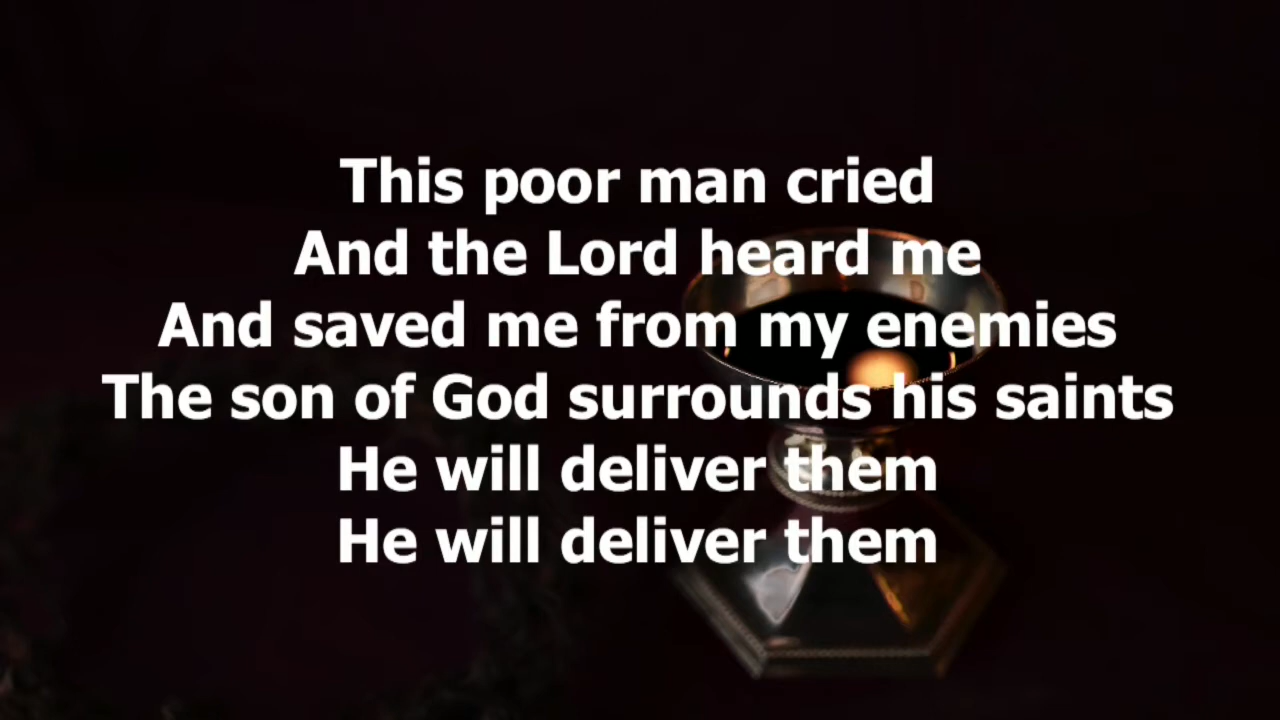 This poor man cried
And the Lord heard me
And saved me from my enemies
The son of God surrounds his saints
He will deliver them
He will deliver them